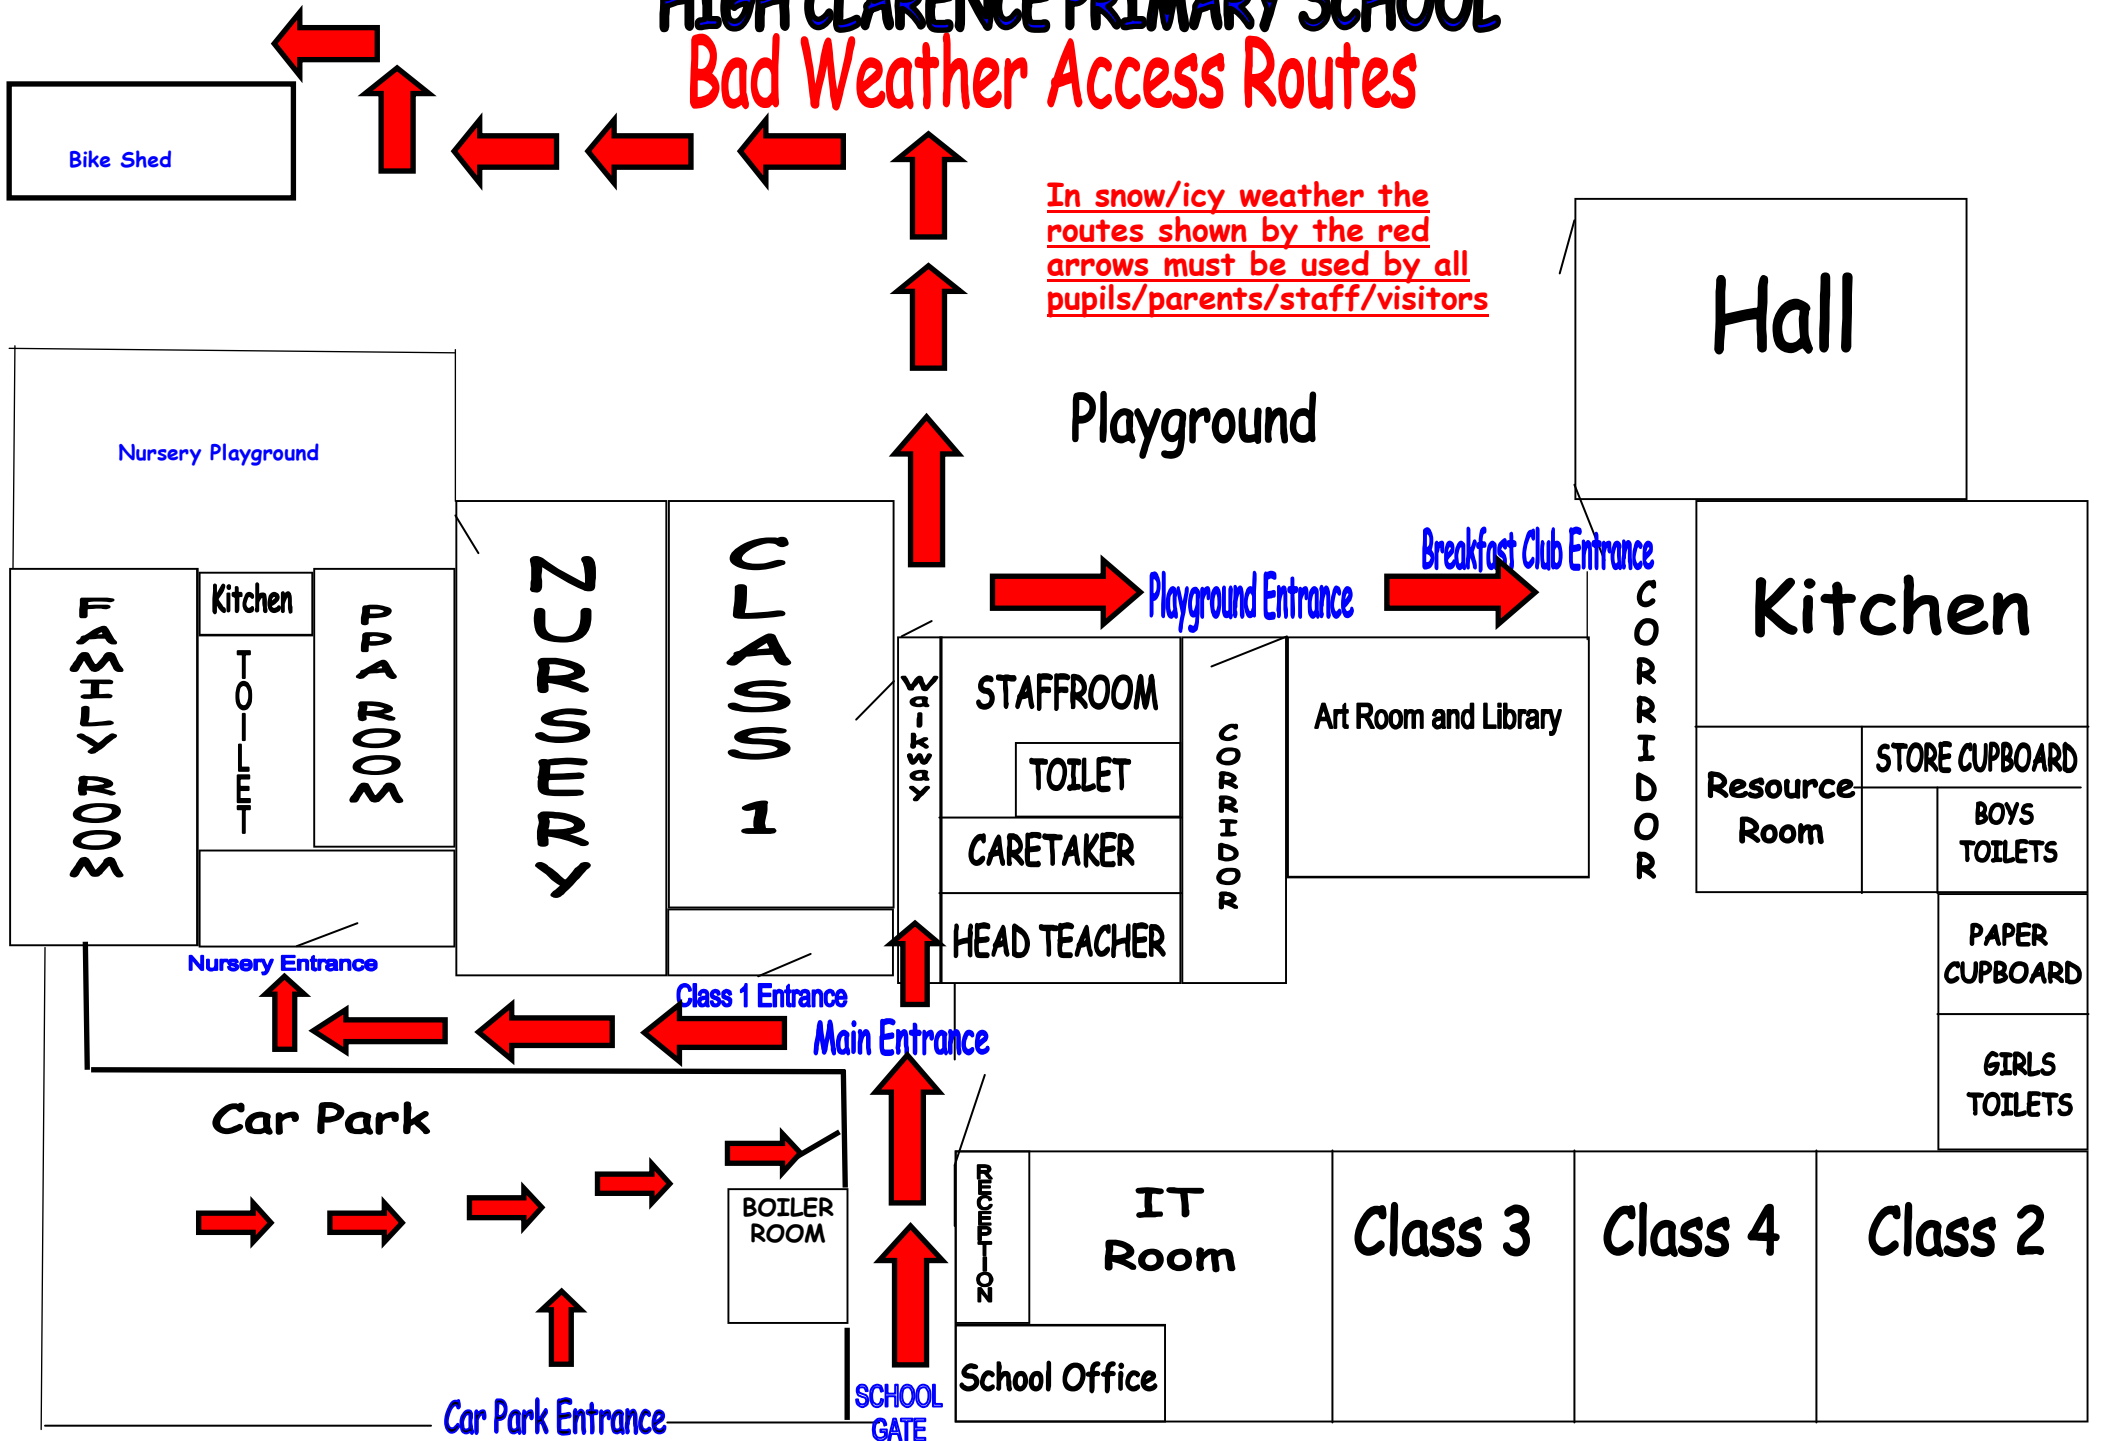 HIGH CLARENCE PRIMARY SCHOOL
Bad Weather Access Routes
Bike Shed
In snow/icy weather the
routes shown by the red
arrows must be used by all
pupils/parents/staff/visitors
Hall
Playground
Nursery Playground
Breakfast Club Entrance
Playground Entrance
FAMILY ROOM
Kitchen
TOILET
PPA ROOM
NURSERY
CLASS 1
Walkway
STAFFROOM
TOILET
CARETAKER
HEAD TEACHER
CORRIDOR
Art Room and Library
CORRIDOR
Kitchen
Resource
Room
STORE CUPBOARD
BOYS
TOILETS
PAPER
CUPBOARD
GIRLS
TOILETS
Nursery Entrance
Class 1 Entrance
Main Entrance
Car Park
BOILER
ROOM
RECEPTION
IT
Room
Class 3
Class 4
Class 2
School Office
Car Park Entrance
SCHOOL
GATE